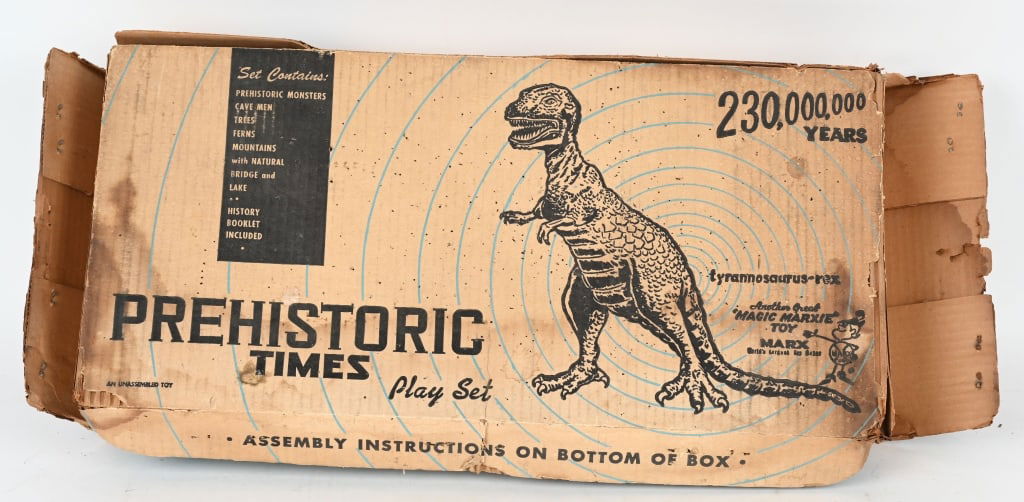 Set Contains:
PREHISTORIC MONSTERS
CAVE MEN
TREES
FERNS
MOUNTAINS
with NATURAL
BRIDGE and
LAKE
• •
HISTORY
BOOKLET
INCLUDED
•
230,000,000
YEARS
tyrannosaurus-rex
Another Great
"MAGIC MARXIE"
TOY
MARX
World's Largest Toy Maker
MARX
PREHISTORIC
TIMES
Play Set
AN UNASSEMBLED TOY
• ASSEMBLY INSTRUCTIONS ON BOTTOM OF BOX •